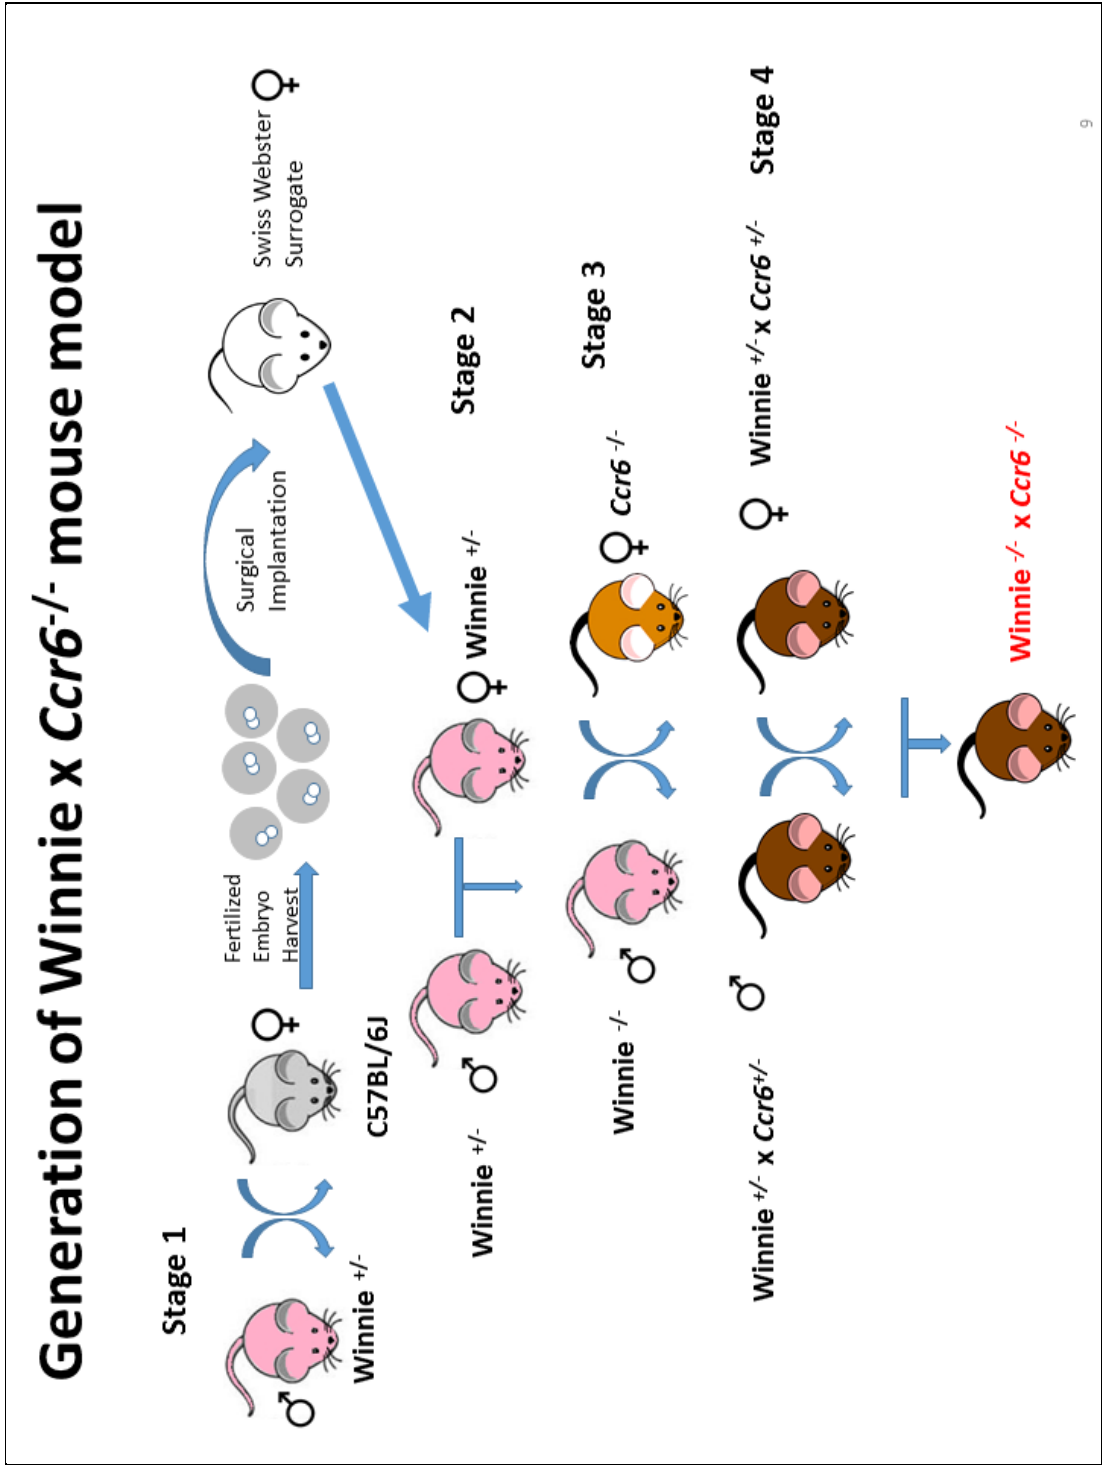 Generation of Winnie x Ccr6-/- mouse model
Stage 1
Fertilized
Embryo
Harvest
Surgical
Implantation
Swiss Webster
Surrogate
Winnie +/-
C57BL/6J
Stage 2
Winnie +/-
Winnie +/-
Stage 3
Winnie -/-
Ccr6 -/-
Stage 4
Winnie +/- x Ccr6+/-
Winnie +/- x Ccr6 +/-
Winnie -/- x Ccr6 -/-
9